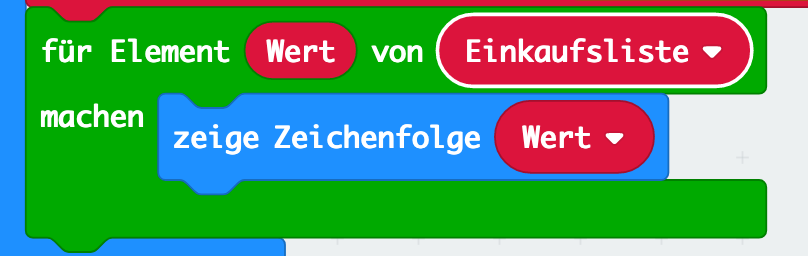 für Element Wert von Einkaufsliste
machen
zeige Zeichenfolge Wert